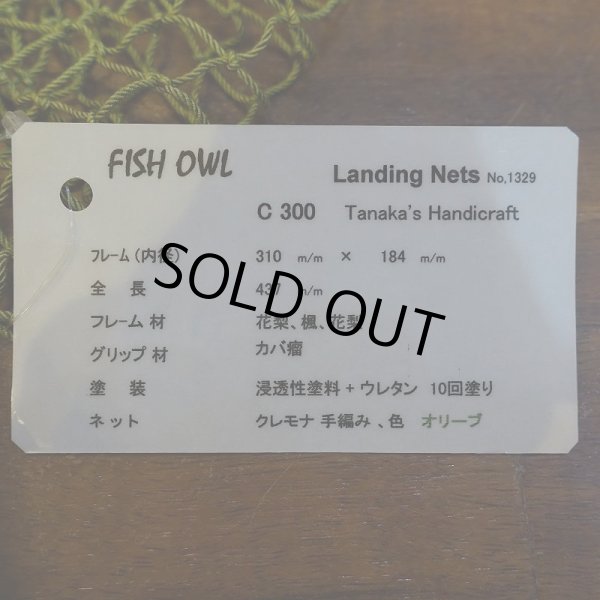 FISH OWL
Landing Nets No,1329
C 300 Tanaka's Handicraft
フレーム(内径) 310 m/m × 184 m/m
全 長 437 m/m
フレーム 材 花梨、楓、花梨
グリップ 材 カバ瘤
塗 装 浸透性塗料 + ウレタン 10回塗り
ネット クレモナ 手編み 、色 オリーブ
SOLD OUT